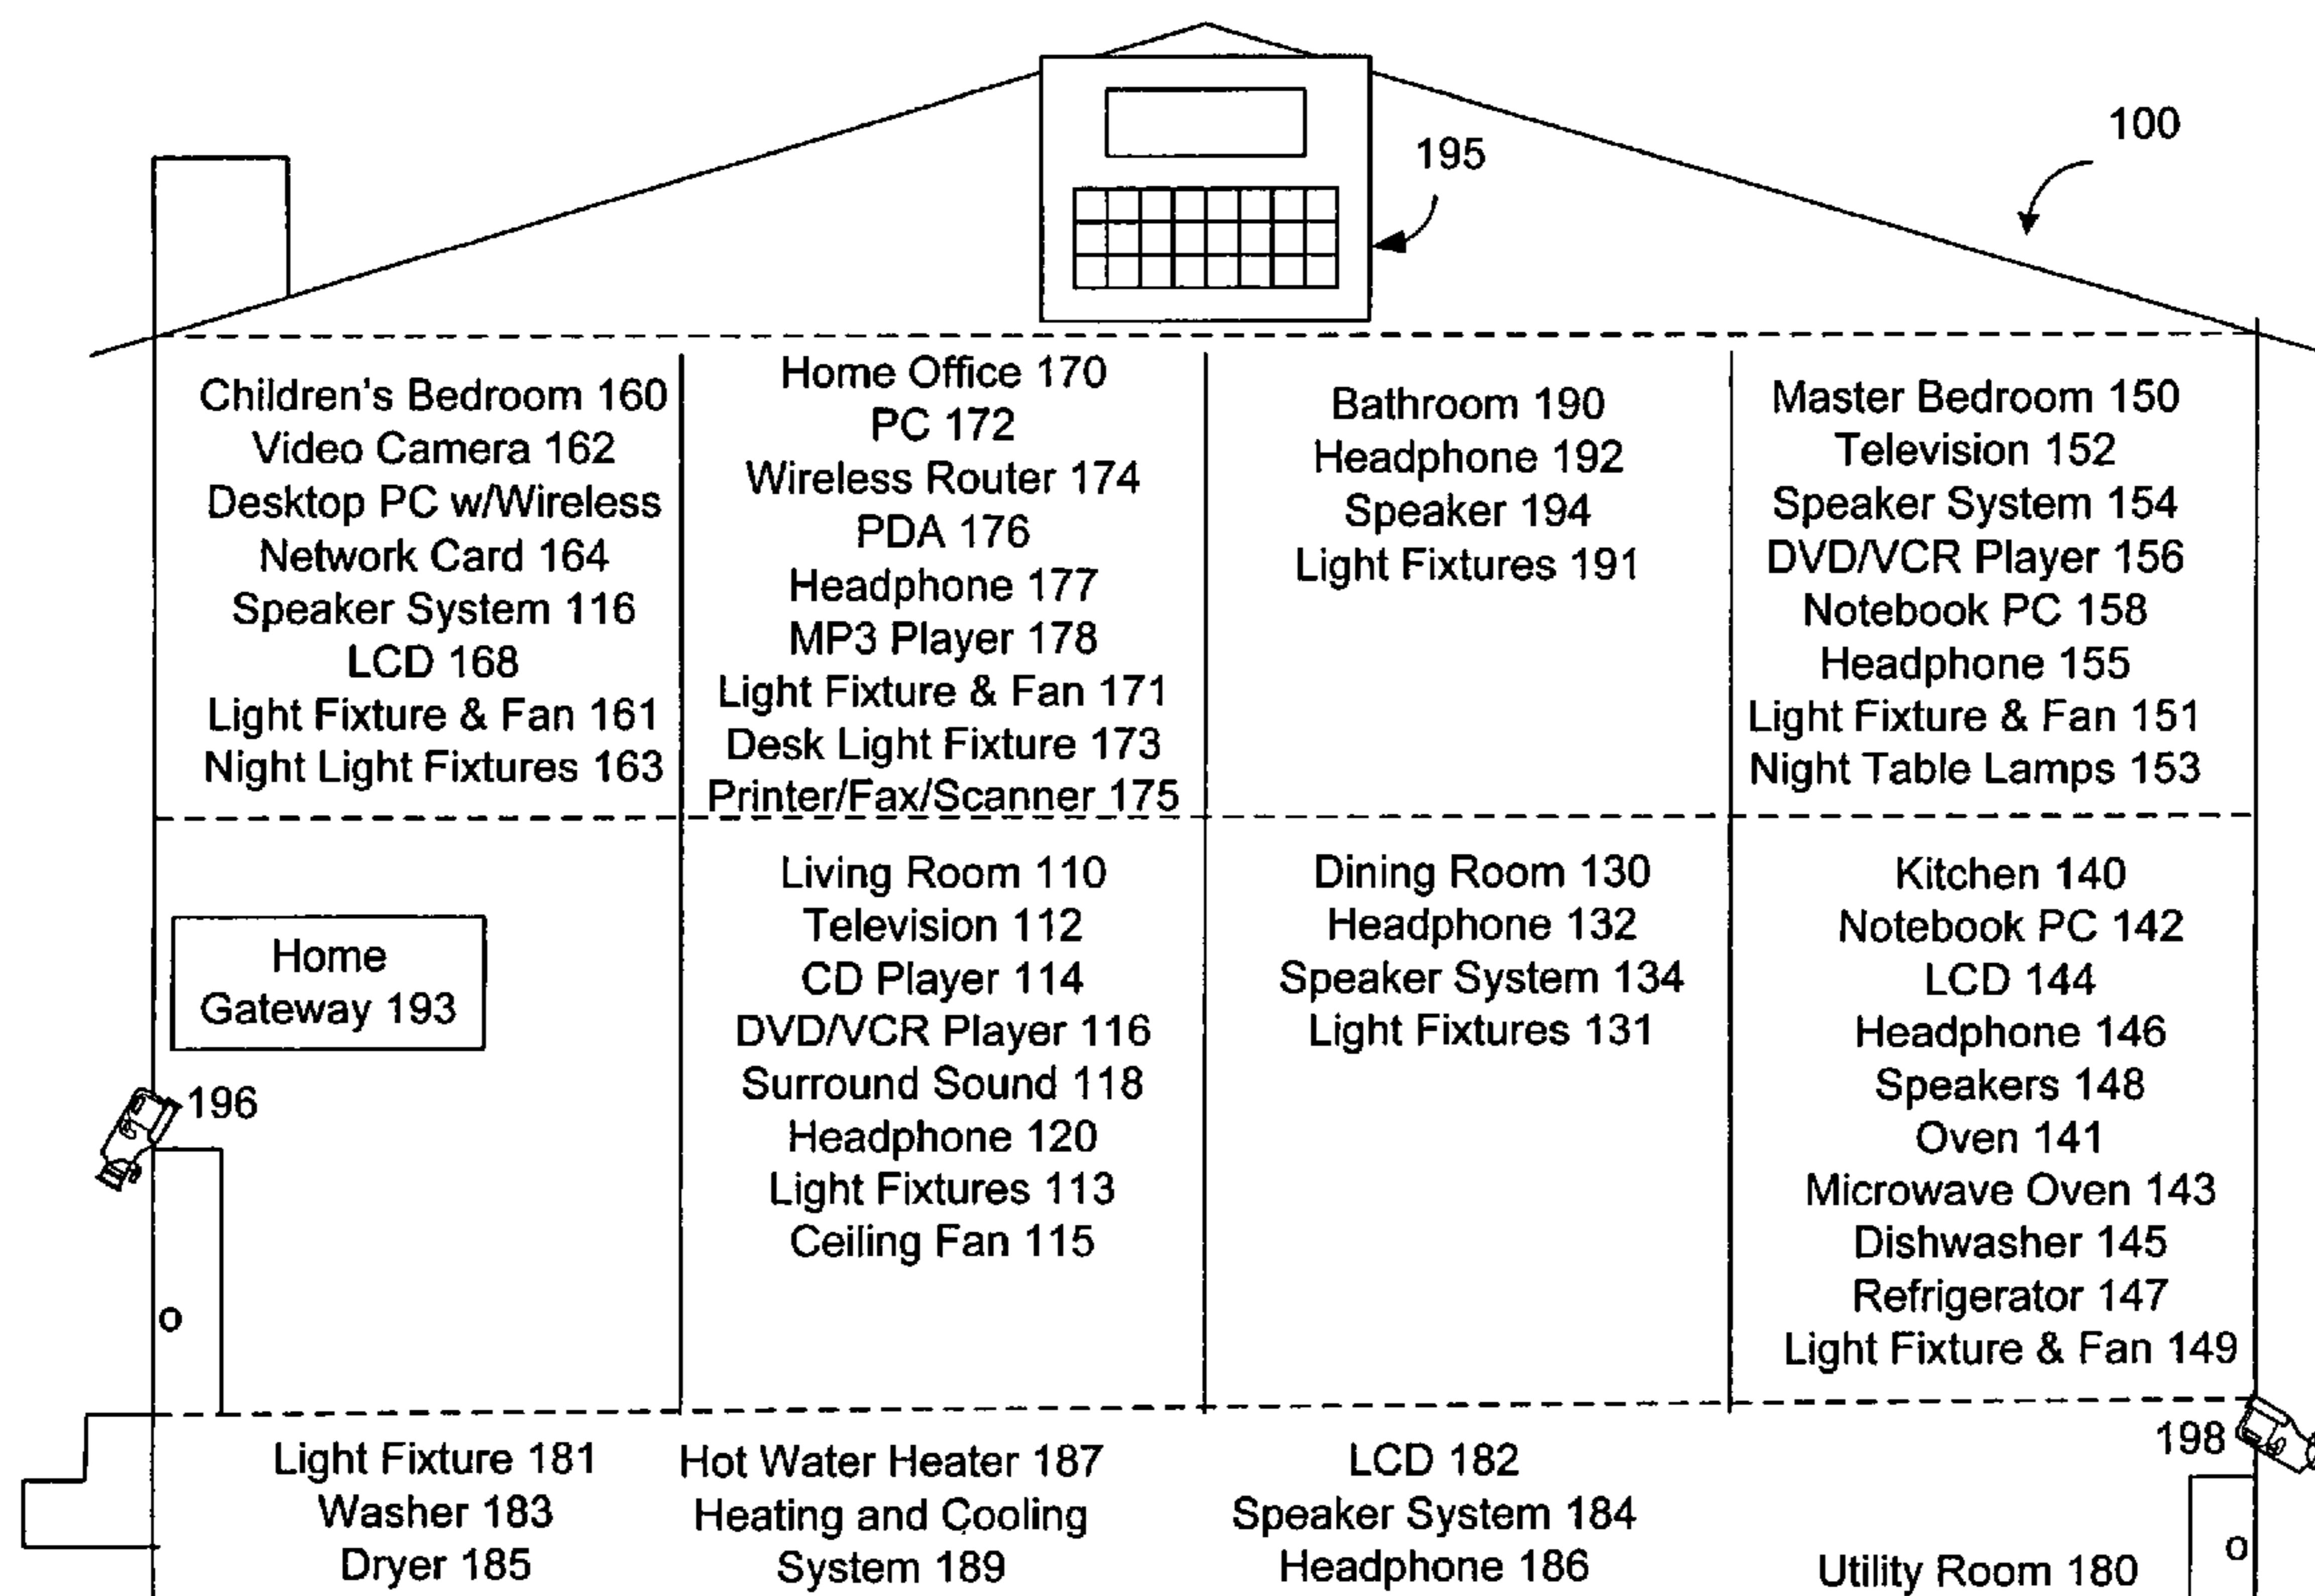 100
195
Children's Bedroom 160
Video Camera 162
Desktop PC w/Wireless
Network Card 164
Speaker System 116
LCD 168
Light Fixture & Fan 161
Night Light Fixtures 163
Home Office 170
PC 172
Wireless Router 174
PDA 176
Headphone 177
MP3 Player 178
Light Fixture & Fan 171
Desk Light Fixture 173
Printer/Fax/Scanner 175
Bathroom 190
Headphone 192
Speaker 194
Light Fixtures 191
Master Bedroom 150
Television 152
Speaker System 154
DVD/VCR Player 156
Notebook PC 158
Headphone 155
Light Fixture & Fan 151
Night Table Lamps 153
Home
Gateway 193
196
Living Room 110
Television 112
CD Player 114
DVD/VCR Player 116
Surround Sound 118
Headphone 120
Light Fixtures 113
Ceiling Fan 115
Dining Room 130
Headphone 132
Speaker System 134
Light Fixtures 131
Kitchen 140
Notebook PC 142
LCD 144
Headphone 146
Speakers 148
Oven 141
Microwave Oven 143
Dishwasher 145
Refrigerator 147
Light Fixture & Fan 149
198
Light Fixture 181
Washer 183
Dryer 185
Hot Water Heater 187
Heating and Cooling
System 189
LCD 182
Speaker System 184
Headphone 186
Utility Room 180